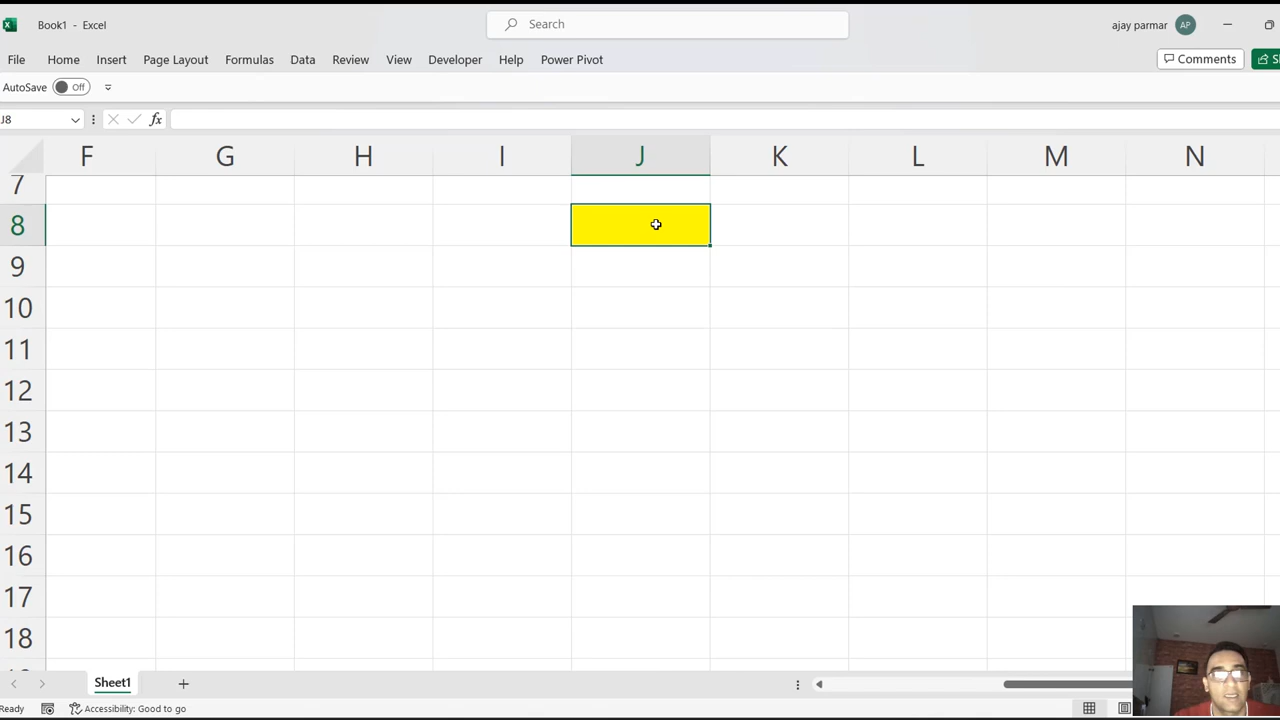 Book1 - Excel
Search
ajay parmar
AP
File Home Insert Page Layout Formulas Data Review View Developer Help Power Pivot
Comments
AutoSave Off
J8
fx
F G H I J K L M N
7
8
9
10
11
12
13
14
15
16
17
18
Sheet1
Ready
Accessibility: Good to go